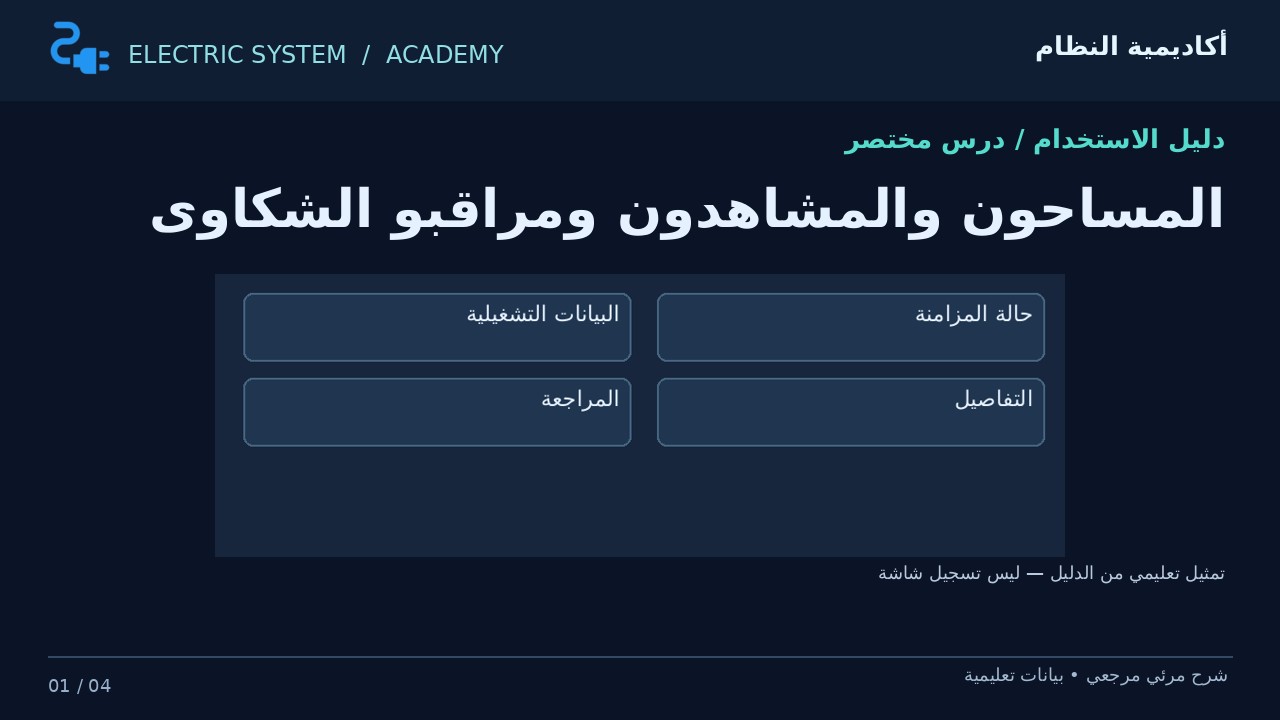 أكاديمية النظام
ELECTRIC SYSTEM / ACADEMY
دليل الاستخدام / درس مختصر
المساحون والمشاهدون ومراقبو الشكاوى
حالة المزامنة
البيانات التشغيلية
التفاصيل
المراجعة
تمثيل تعليمي من الدليل — ليس تسجيل شاشة
شرح مرئي مرجعي • بيانات تعليمية
01 / 04